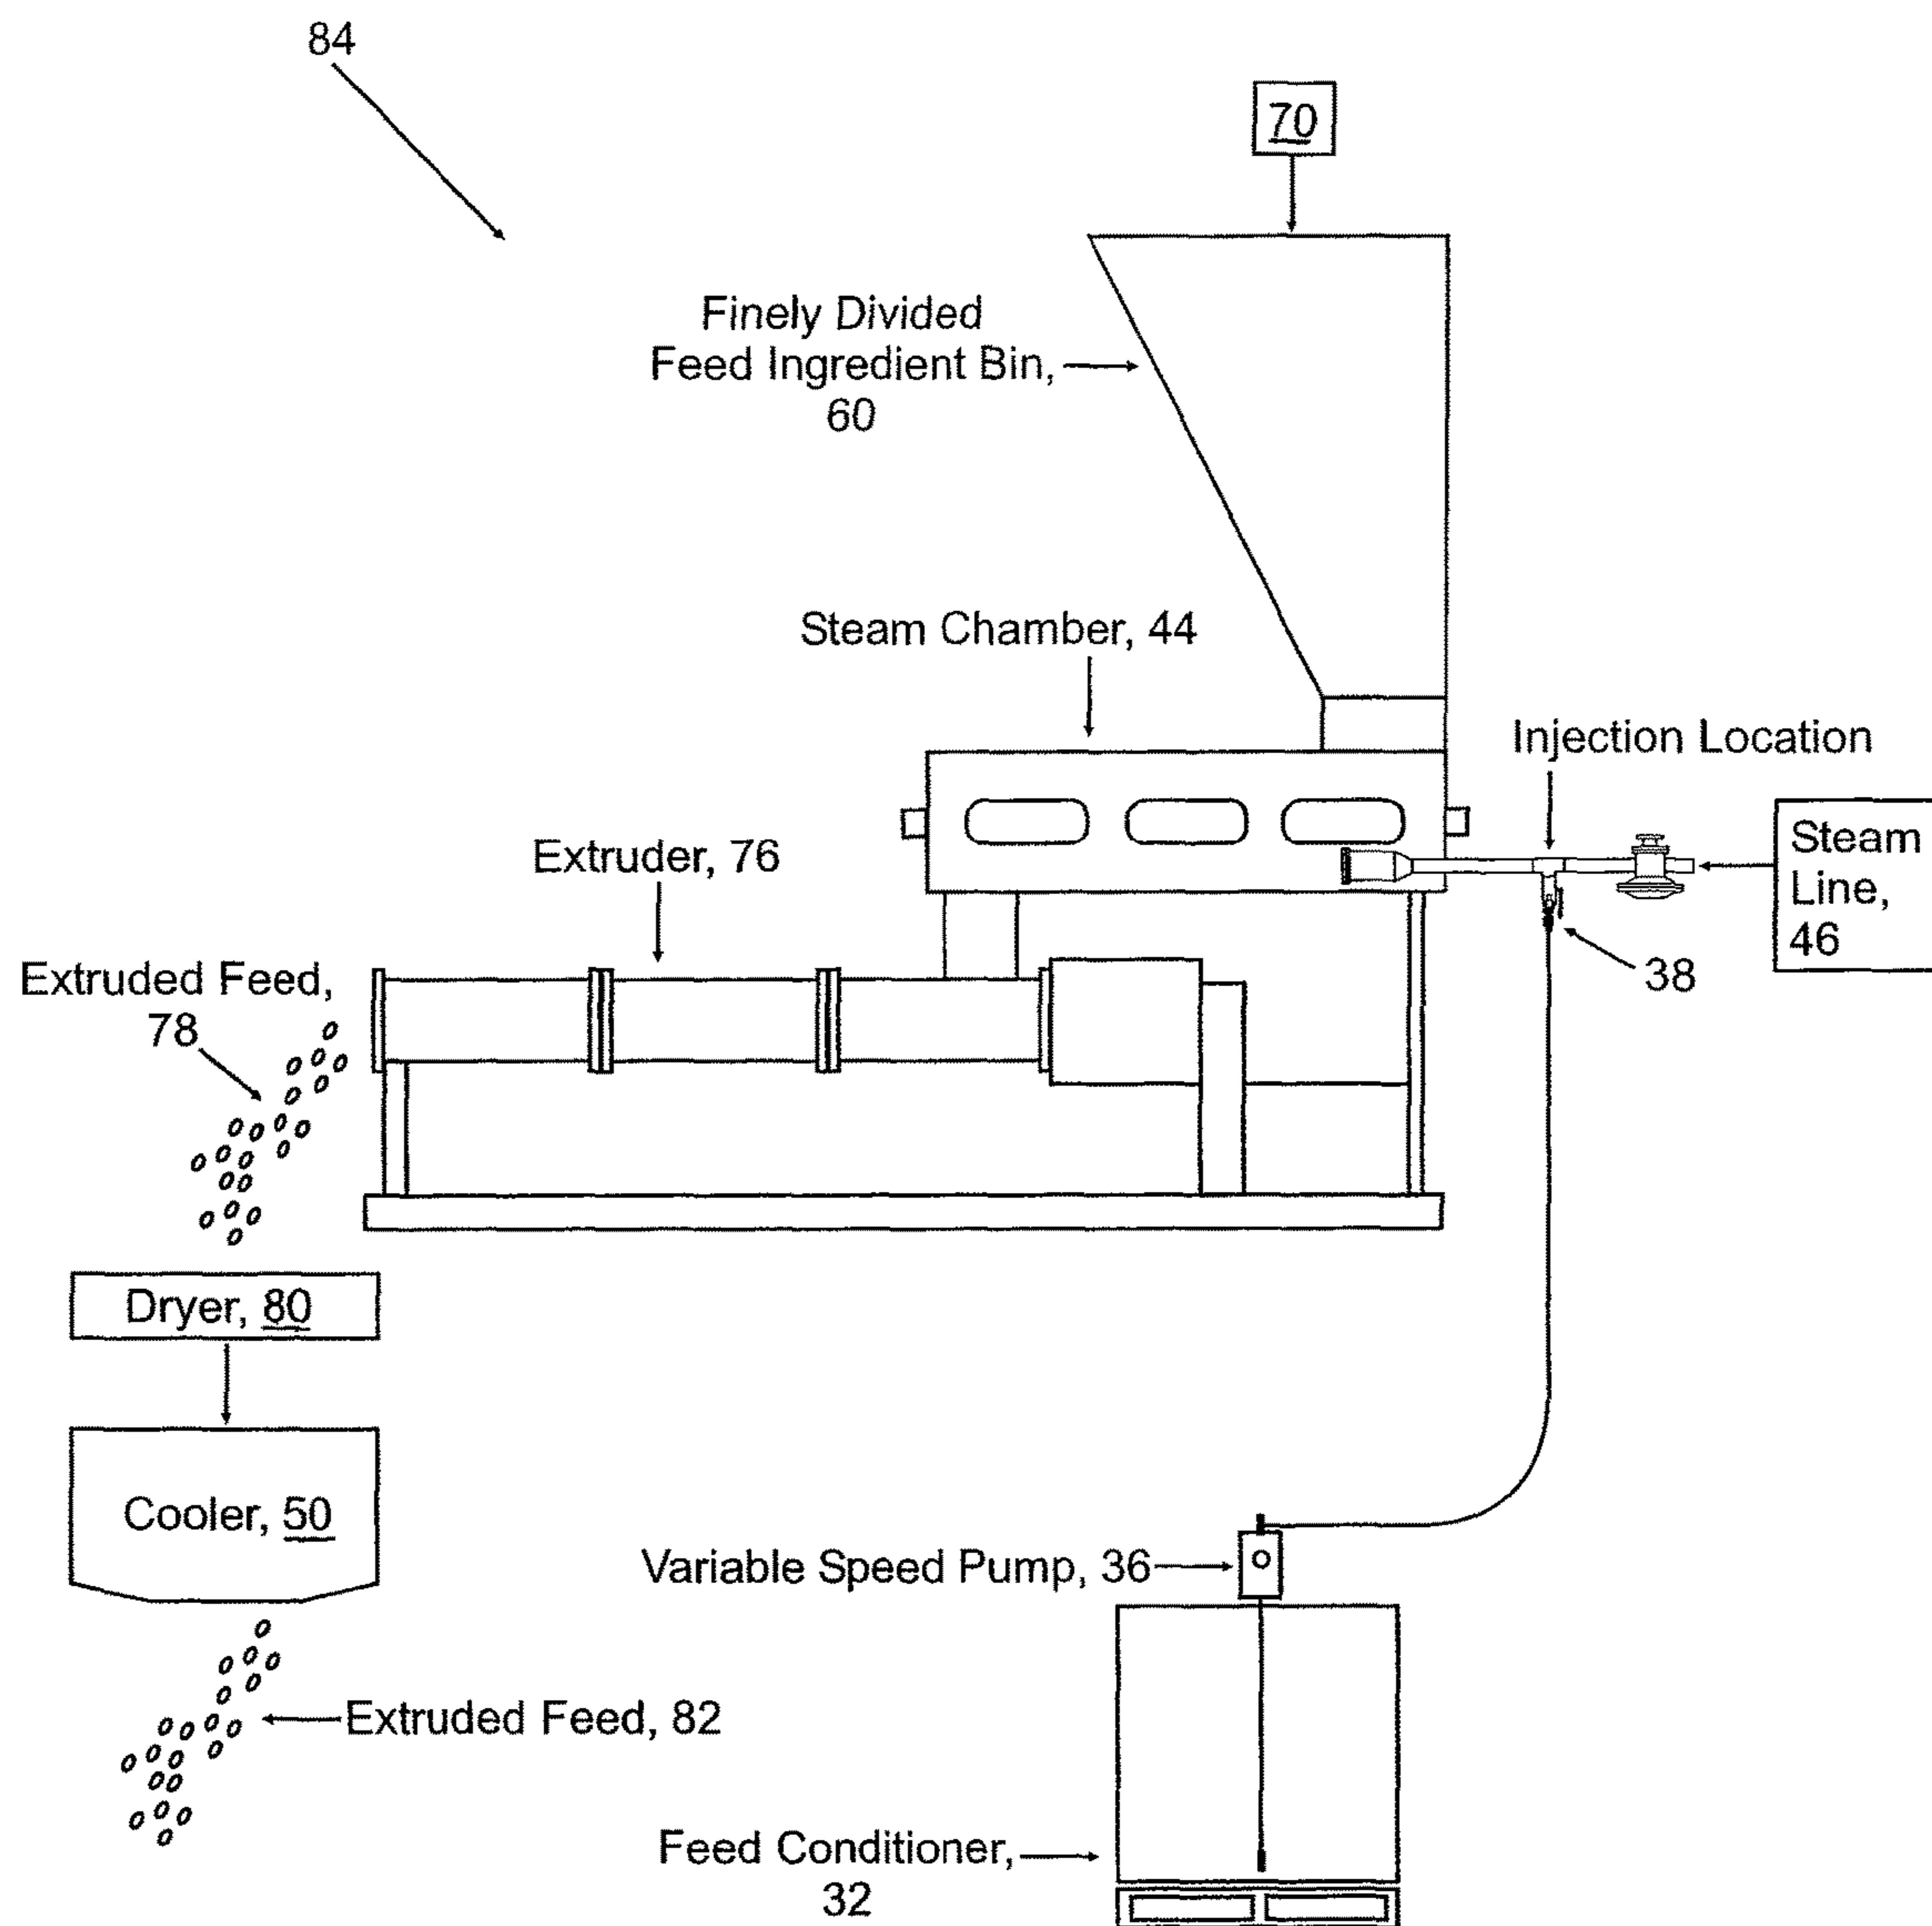 84
70
Finely Divided
Feed Ingredient Bin,
60
Steam Chamber, 44
Injection Location
Extruder, 76
Steam
Line,
46
38
Extruded Feed,
78
Dryer, 80
Cooler, 50
Variable Speed Pump, 36
Extruded Feed, 82
Feed Conditioner,
32